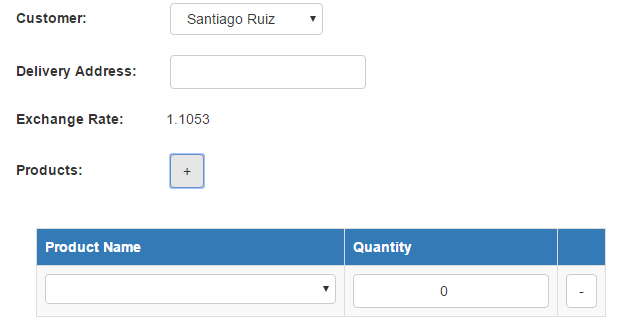 Customer: Santiago Ruiz
Delivery Address:
Exchange Rate: 1.1053
Products: +
Product Name Quantity
0 -